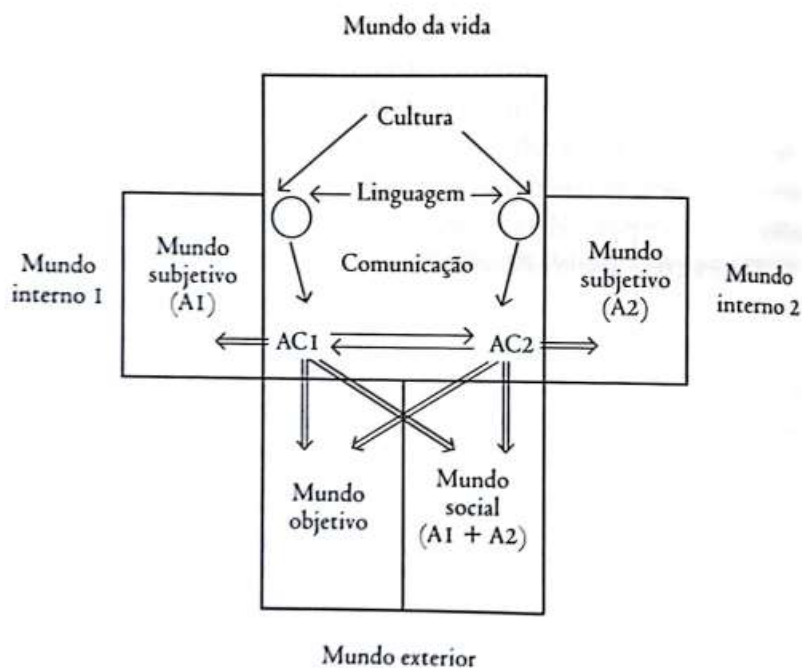 Mundo da vida
Cultura
Linguagem
Comunicação
Mundo
interno 1
Mundo
subjetivo
(A1)
Mundo
subjetivo
(A2)
Mundo
interno 2
AC1
AC2
Mundo
objetivo
Mundo
social
(A1 + A2)
Mundo exterior